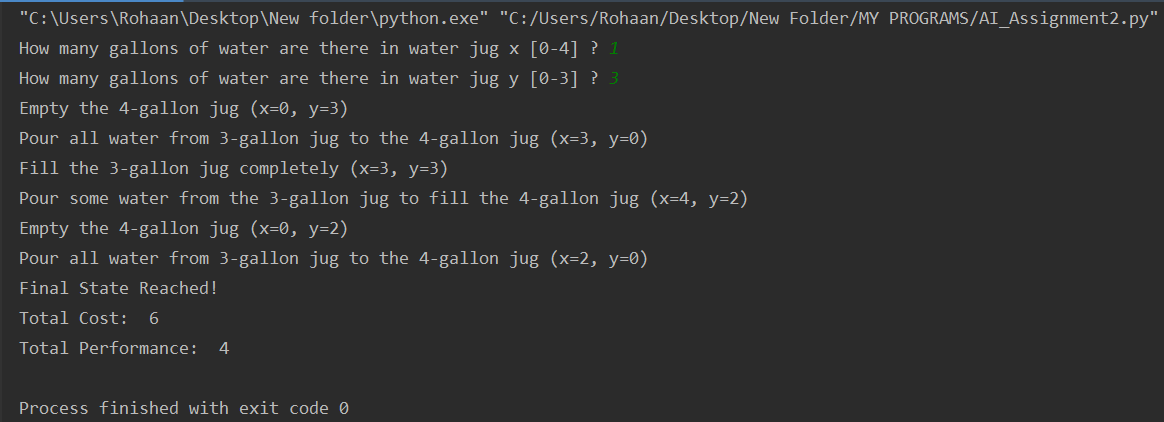 "C:\Users\Rohaan\Desktop\New folder\python.exe" "C:/Users/Rohaan/Desktop/New Folder/MY PROGRAMS/AI_Assignment2.py"
How many gallons of water are there in water jug x [0-4] ? 1
How many gallons of water are there in water jug y [0-3] ? 3
Empty the 4-gallon jug (x=0, y=3)
Pour all water from 3-gallon jug to the 4-gallon jug (x=3, y=0)
Fill the 3-gallon jug completely (x=3, y=3)
Pour some water from the 3-gallon jug to fill the 4-gallon jug (x=4, y=2)
Empty the 4-gallon jug (x=0, y=2)
Pour all water from 3-gallon jug to the 4-gallon jug (x=2, y=0)
Final State Reached!
Total Cost:  6
Total Performance:  4
Process finished with exit code 0